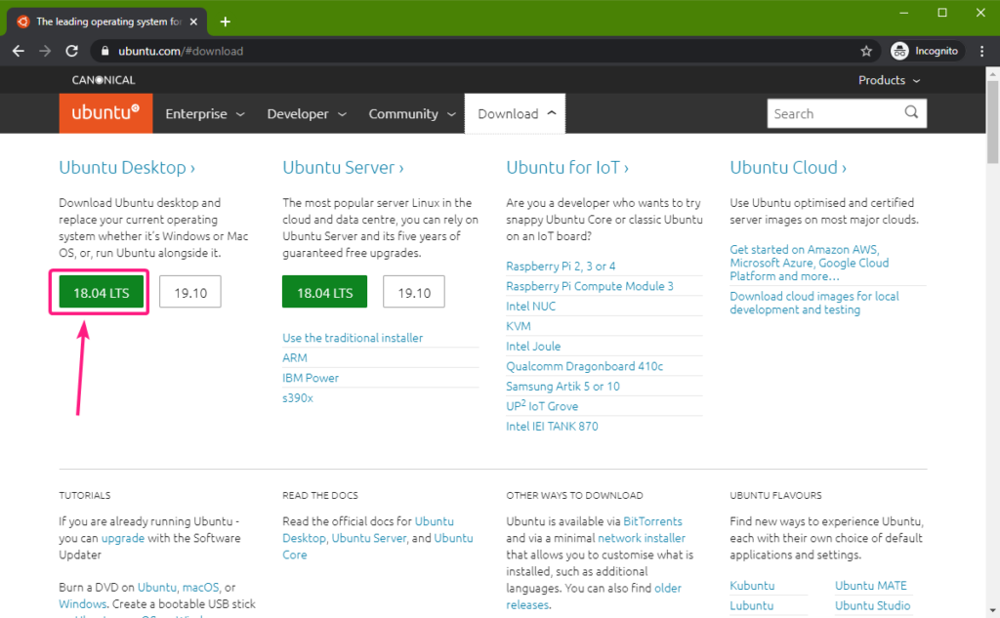 The leading operating system for
ubuntu.com/#download
Incognito
CANONICAL
Products
ubuntu®
Enterprise
Developer
Community
Download
Search
Ubuntu Desktop ›
Download Ubuntu desktop and
replace your current operating
system whether it's Windows or Mac
OS, or, run Ubuntu alongside it.
18.04 LTS
19.10
Ubuntu Server ›
The most popular server Linux in the
cloud and data centre, you can rely on
Ubuntu Server and its five years of
guaranteed free upgrades.
18.04 LTS
19.10
Use the traditional installer
ARM
IBM Power
s390x
Ubuntu for IoT ›
Are you a developer who wants to try
snappy Ubuntu Core or classic Ubuntu
on an IoT board?
Raspberry Pi 2, 3 or 4
Raspberry Pi Compute Module 3
Intel NUC
KVM
Intel Joule
Qualcomm Dragonboard 410c
Samsung Artik 5 or 10
UP² IoT Grove
Intel IEI TANK 870
Ubuntu Cloud ›
Use Ubuntu optimised and certified
server images on most major clouds.
Get started on Amazon AWS,
Microsoft Azure, Google Cloud
Platform and more…
Download cloud images for local
development and testing
TUTORIALS
If you are already running Ubuntu -
you can upgrade with the Software
Updater
Burn a DVD on Ubuntu, macOS, or
Windows. Create a bootable USB stick
READ THE DOCS
Read the official docs for Ubuntu
Desktop, Ubuntu Server, and Ubuntu
Core
OTHER WAYS TO DOWNLOAD
Ubuntu is available via BitTorrents
and via a minimal network installer
that allows you to customise what is
installed, such as additional
languages. You can also find older
releases.
UBUNTU FLAVOURS
Find new ways to experience Ubuntu,
each with their own choice of default
applications and settings.
Kubuntu
Ubuntu MATE
Lubuntu
Ubuntu Studio